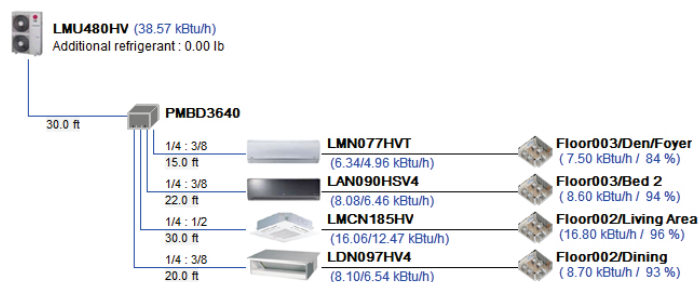 LMU480HV (38.57 kBtu/h)
Additional refrigerant : 0.00 lb
30.0 ft
PMBD3640
1/4 : 3/8
15.0 ft
LMN077HVT
(6.34/4.96 kBtu/h)
Floor003/Den/Foyer
( 7.50 kBtu/h / 84 %)
1/4 : 3/8
22.0 ft
LAN090HSV4
(8.08/6.46 kBtu/h)
Floor003/Bed 2
( 8.60 kBtu/h / 94 %)
1/4 : 1/2
30.0 ft
LMCN185HV
(16.06/12.47 kBtu/h)
Floor002/Living Area
(16.80 kBtu/h / 96 %)
1/4 : 3/8
20.0 ft
LDN097HV4
(8.10/6.54 kBtu/h)
Floor002/Dining
( 8.70 kBtu/h / 93 %)